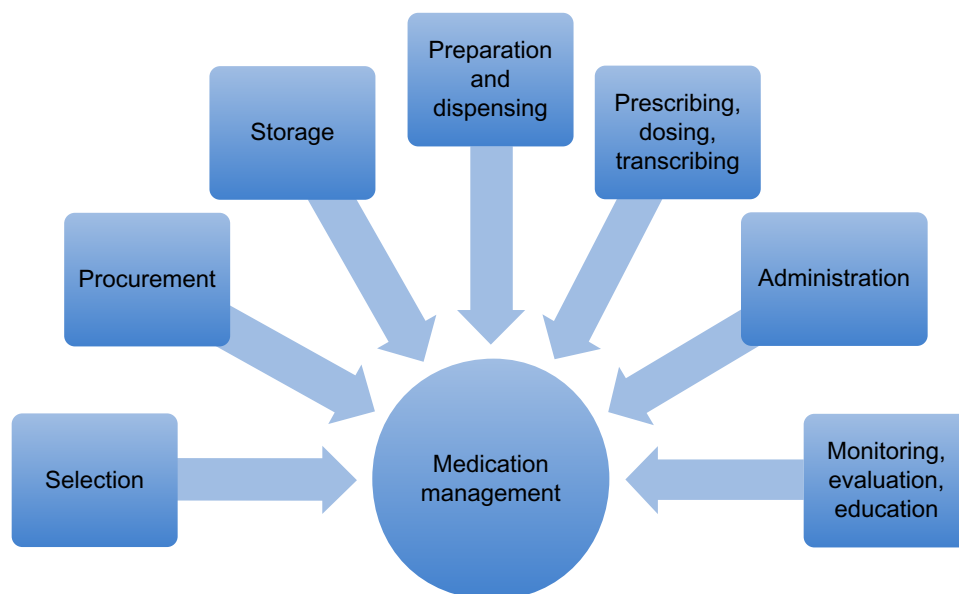 Selection
Procurement
Storage
Preparation
and
dispensing
Prescribing,
dosing,
transcribing
Administration
Monitoring,
evaluation,
education
Medication
management